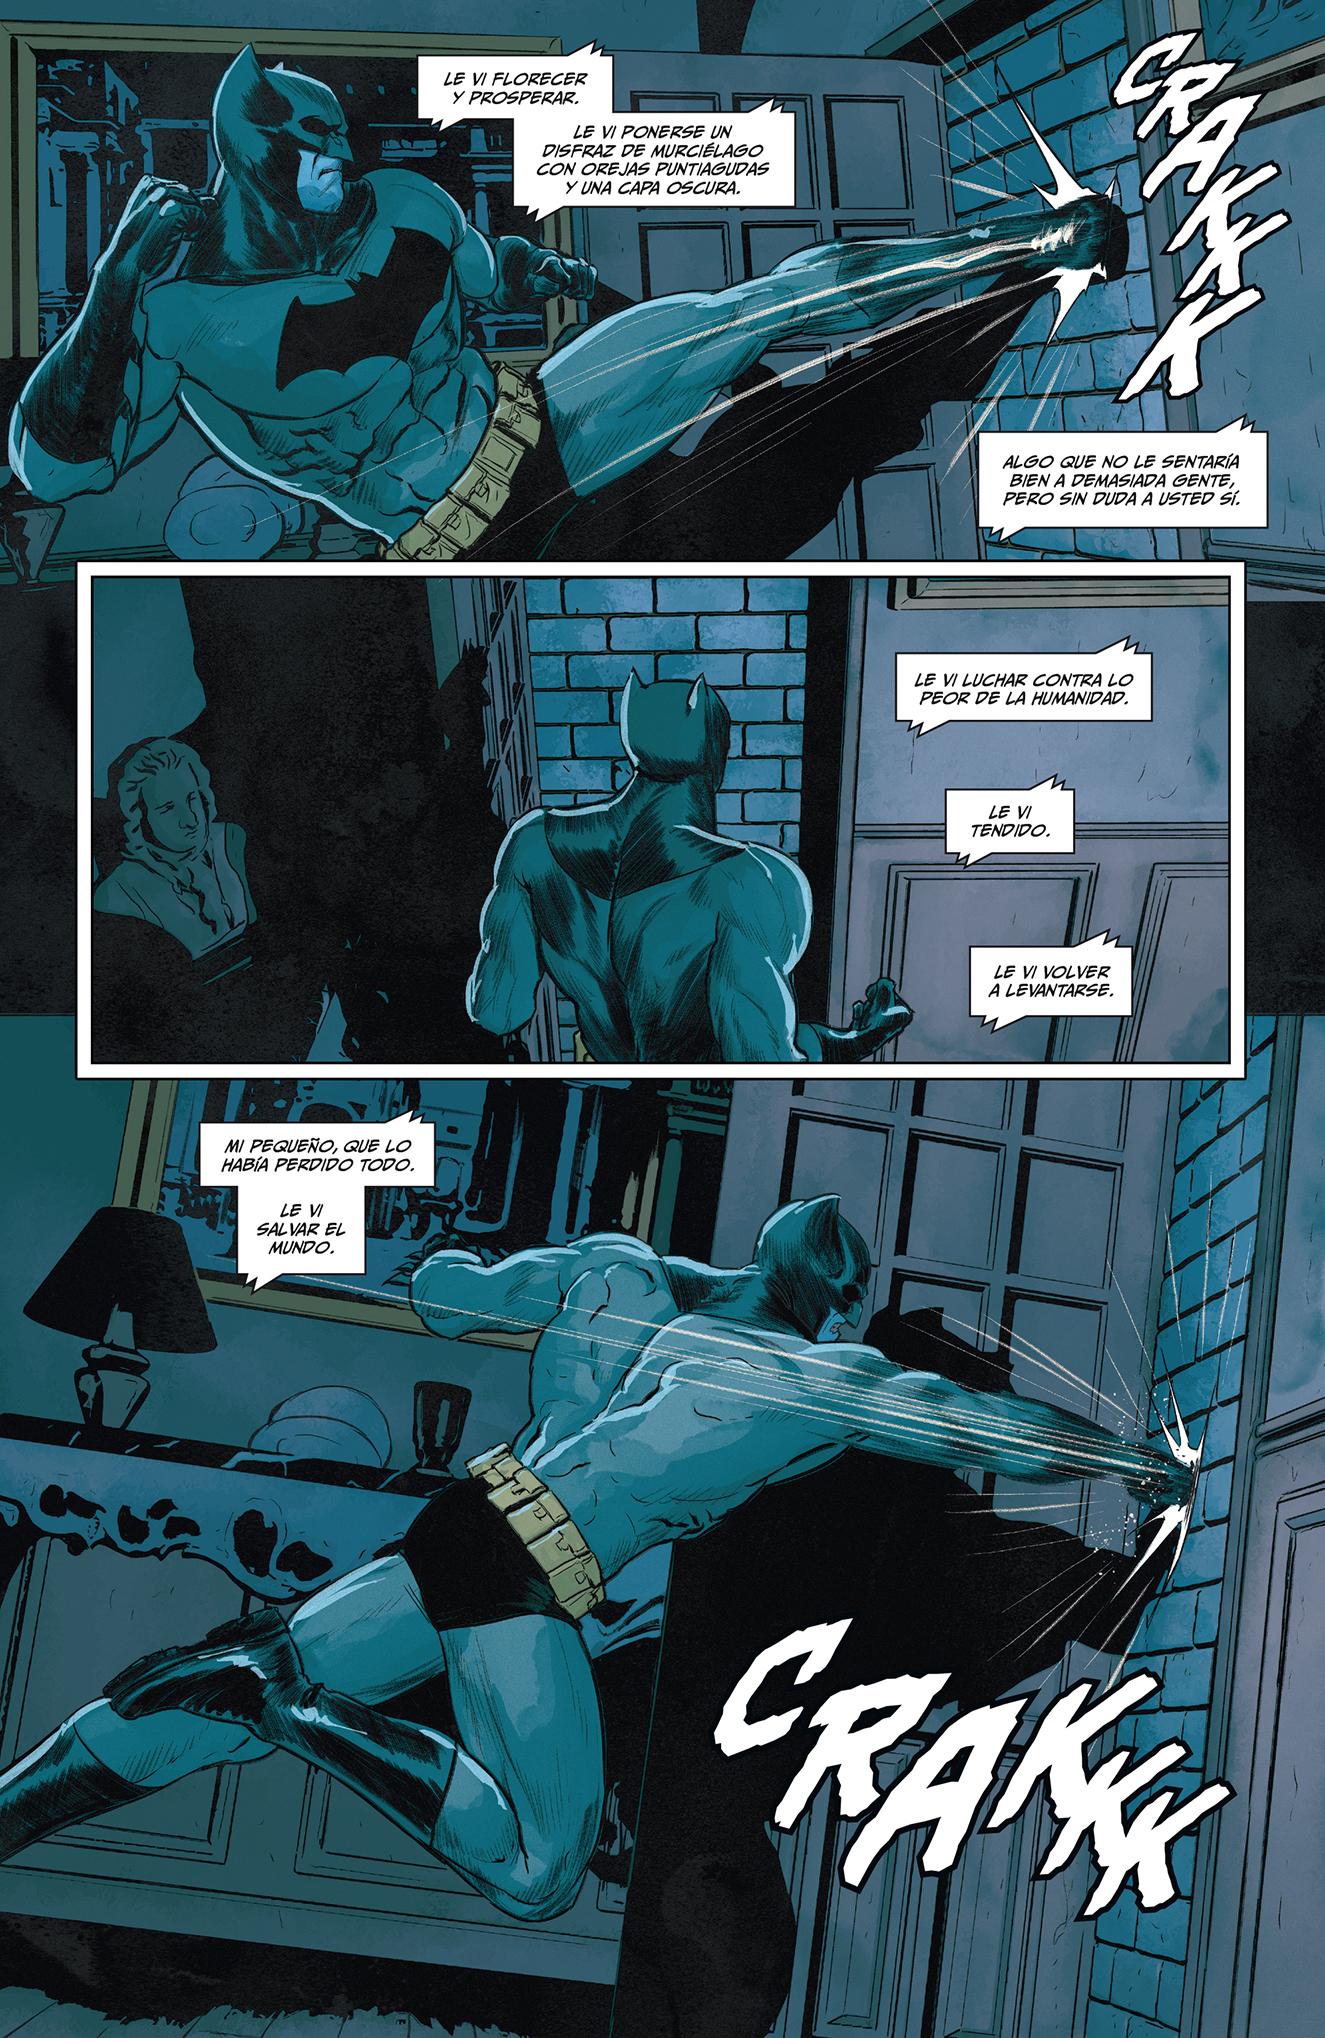 LE VI FLORECER
Y PROSPERAR.
LE VI PONERSE UN
DISFRAZ DE MURCIÉLAGO
CON OREJAS PUNTIAGUDAS
Y UNA CAPA OSCURA.
CRAKKK
ALGO QUE NO LE SENTARÍA
BIEN A DEMASIADA GENTE,
PERO SIN DUDA A USTED SÍ.
LE VI LUCHAR CONTRA LO
PEOR DE LA HUMANIDAD.
LE VI
TENDIDO.
LE VI VOLVER
A LEVANTARSE.
MI PEQUEÑO, QUE LO
HABÍA PERDIDO TODO.
LE VI
SALVAR EL
MUNDO.
CRAKKK